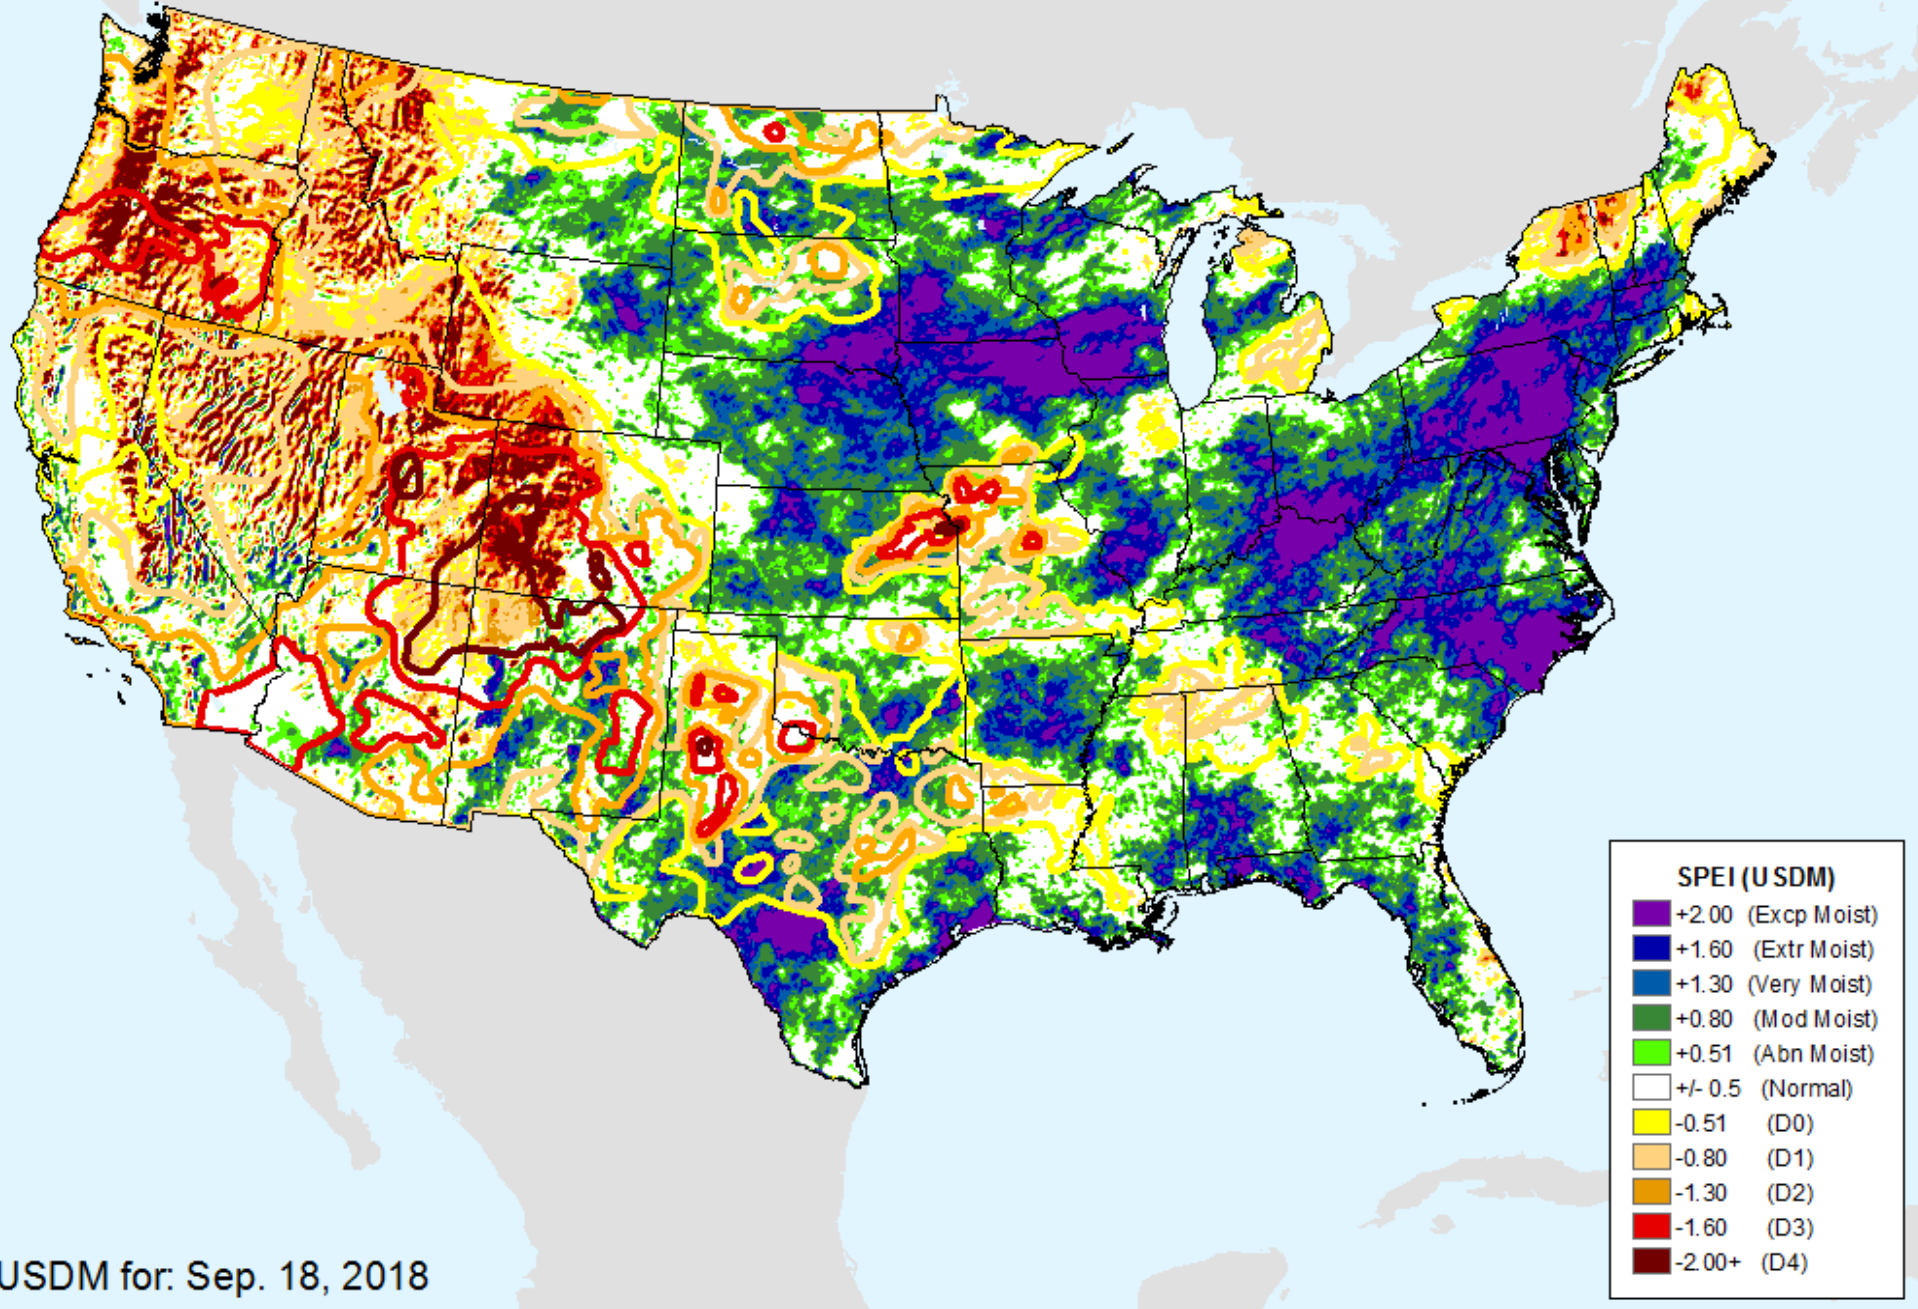 SPEI (USDM)
+2.00 (Excp Moist)
+1.60 (Extr Moist)
+1.30 (Very Moist)
+0.80 (Mod Moist)
+0.51 (Abn Moist)
+/- 0.5 (Normal)
-0.51 (D0)
-0.80 (D1)
-1.30 (D2)
-1.60 (D3)
-2.00+ (D4)
USDM for: Sep. 18, 2018